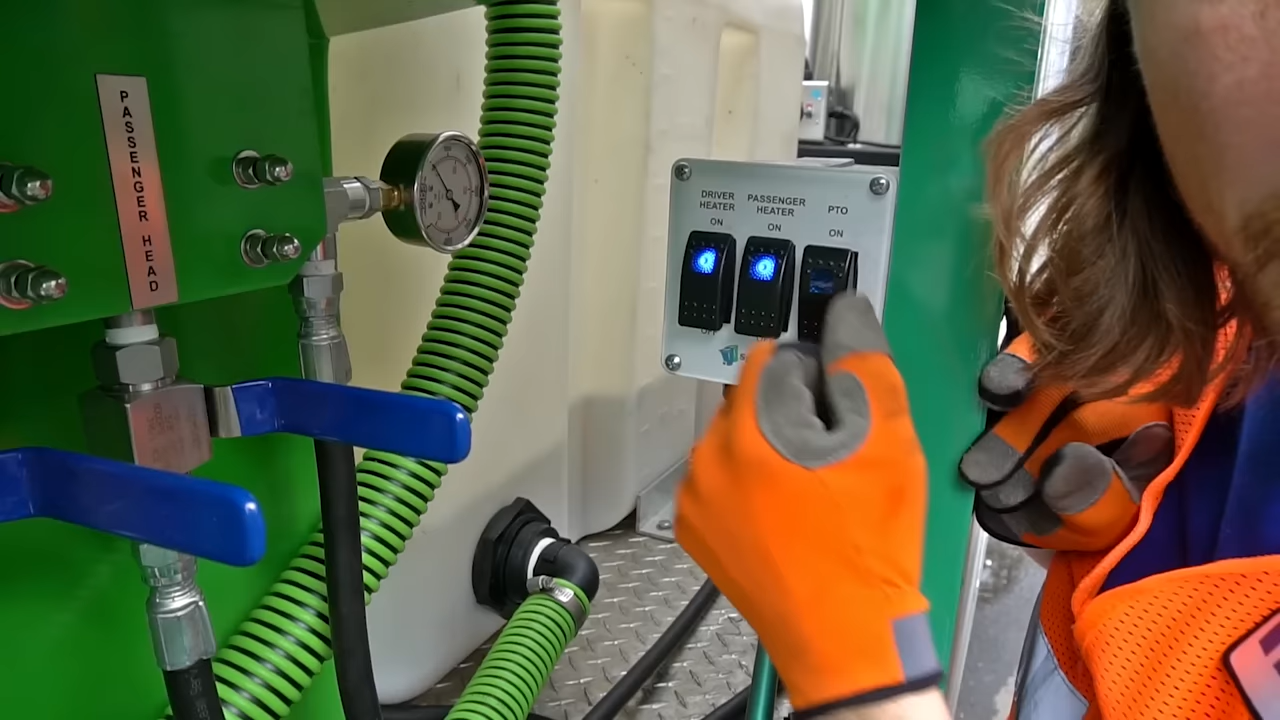 PASSENGER HEAD
DRIVER
HEATER
ON
PASSENGER
HEATER
ON
PTO
ON